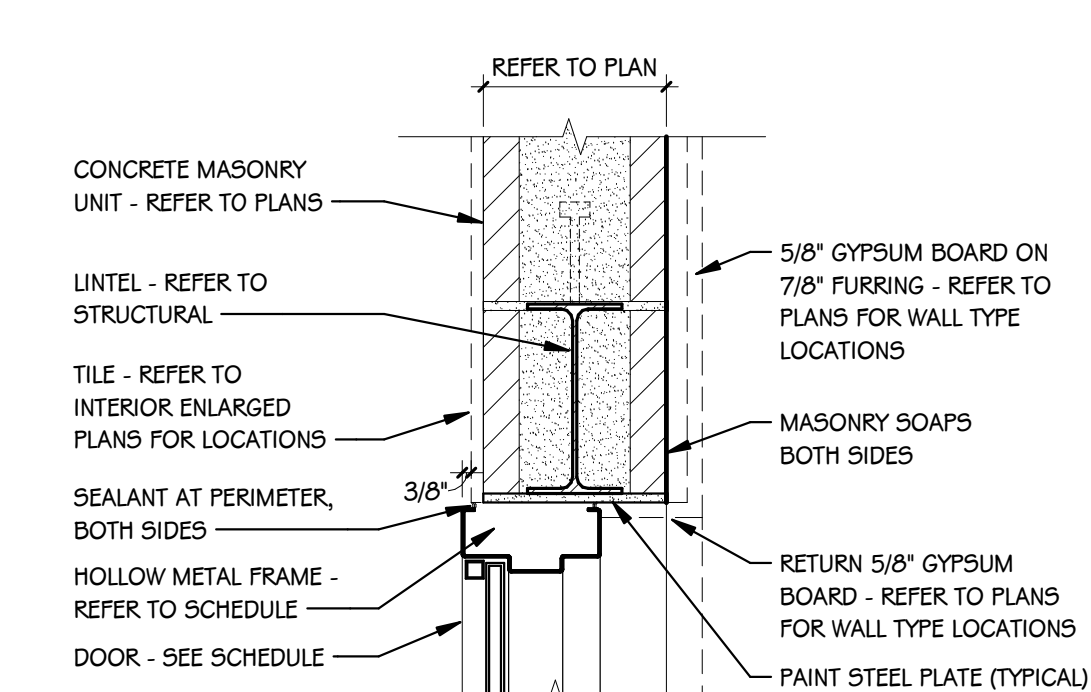 REFER TO PLAN
CONCRETE MASONRY
UNIT - REFER TO PLANS
LINTEL - REFER TO
STRUCTURAL
TILE - REFER TO
INTERIOR ENLARGED
PLANS FOR LOCATIONS
3/8"
SEALANT AT PERIMETER,
BOTH SIDES
HOLLOW METAL FRAME -
REFER TO SCHEDULE
DOOR - SEE SCHEDULE
5/8" GYPSUM BOARD ON
7/8" FURRING - REFER TO
PLANS FOR WALL TYPE
LOCATIONS
MASONRY SOAPS
BOTH SIDES
RETURN 5/8" GYPSUM
BOARD - REFER TO PLANS
FOR WALL TYPE LOCATIONS
PAINT STEEL PLATE (TYPICAL)